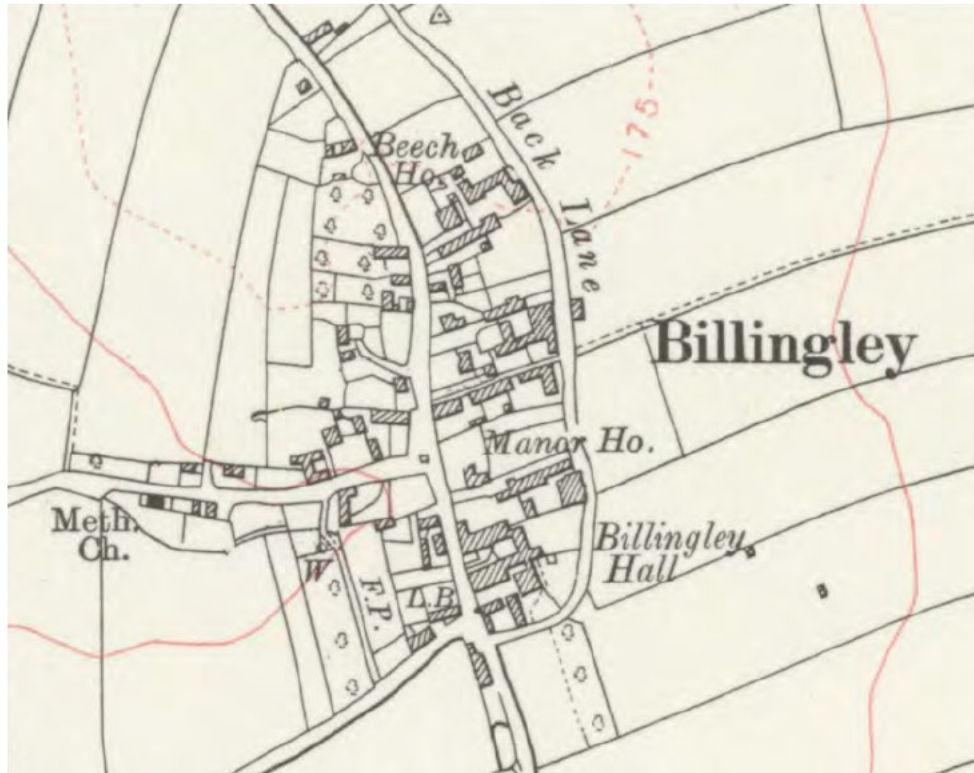 Back Lane
175
Beech
Ho.
Billingley
Manor Ho.
Meth.
Ch.
Billingley
Hall
W
F.P.
L.B.